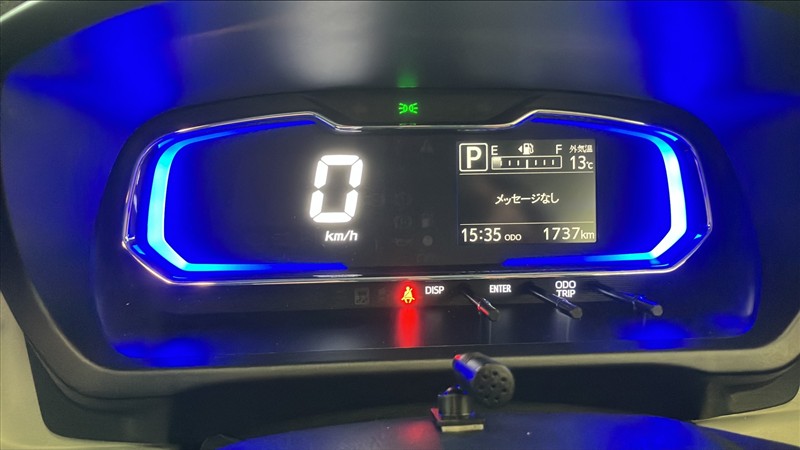 0
km/h
P E F 外気温
13℃
メッセージなし
15:35 ODO 1737km
DISP ENTER ODO
TRIP